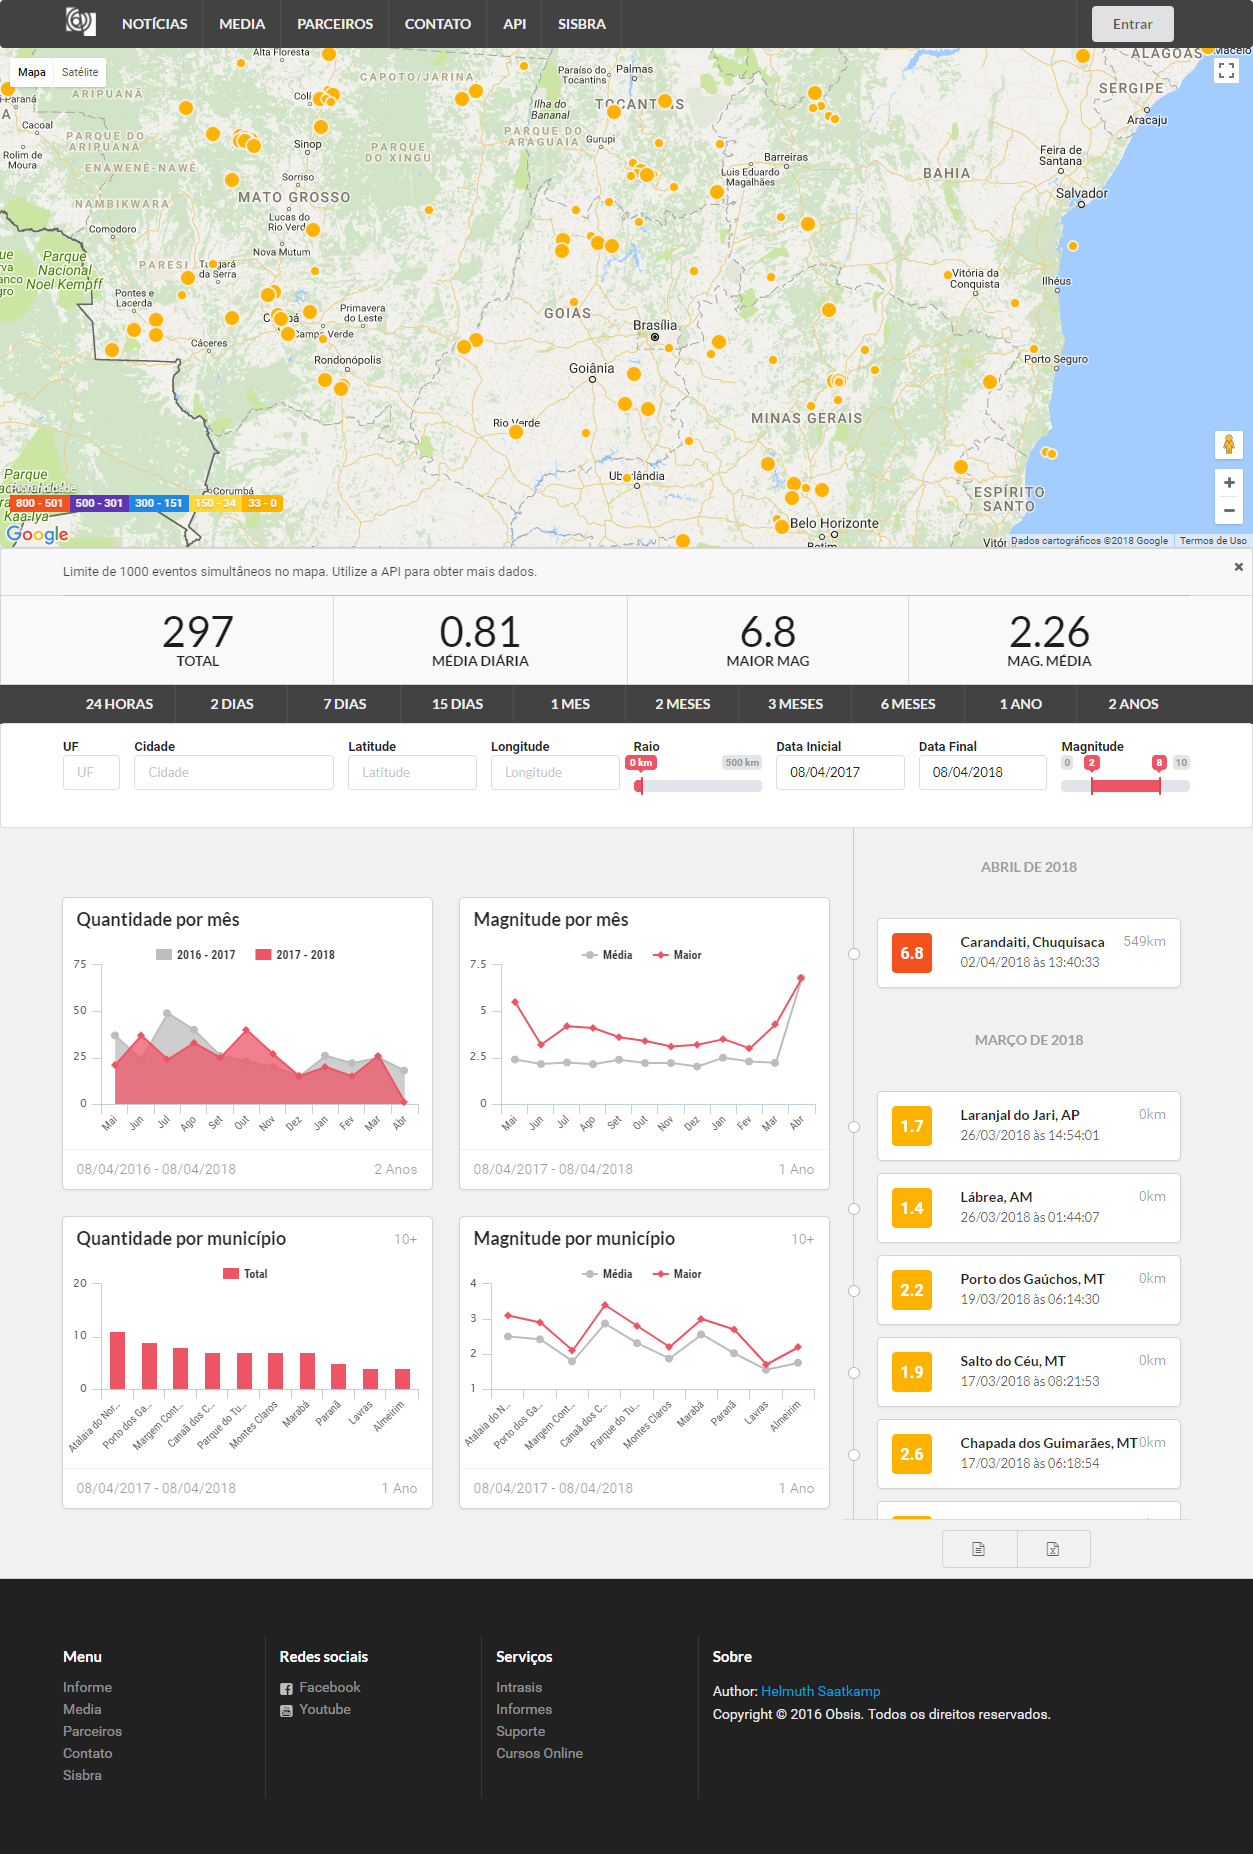 NOTÍCIAS MEDIA PARCEIROS CONTATO API SISBRA Entrar
Mapa Satélite
Alta Floresta
CAPOTO/JARINA
Paraíso do Tocantins
Palmas
ALAGOAS
Maceió
SERGIPE
Aracaju
ARIPUANÃ
Cacoal
Rolim de Moura
PARQUE DO ARIPUANÃ
ENAWENÊ-NAWÊ
Sinop
PARQUE DO XINGU
Ilha do Bananal
TOCANTINS
PARQUE DO ARAGUAIA
Gurupi
Barreiras
Luis Eduardo Magalhães
BAHIA
Feira de Santana
Salvador
Sorriso
MATO GROSSO
NAMBIKWARA
Lucas do Rio Verde
Comodoro
Nova Mutum
Parque Nacional Noel Kempff
PARESI
Tangará da Serra
Pontes e Lacerda
Vitória da Conquista
Ilhéus
Primavera do Leste
Campo Verde
Cáceres
Rondonópolis
GOIÁS
Brasília
Goiânia
Porto Seguro
MINAS GERAIS
Rio Verde
Uberlândia
Corumbá
ESPÍRITO SANTO
Belo Horizonte
Betim
Parque
Kaa-Iya
Profundidade
800 - 501 500 - 301 300 - 151 150 - 34 33 - 0
Google
Dados cartográficos ©2018 Google Termos de Uso
Limite de 1000 eventos simultâneos no mapa. Utilize a API para obter mais dados.
297 0.81 6.8 2.26
TOTAL MÉDIA DIÁRIA MAIOR MAG MAG. MÉDIA
24 HORAS 2 DIAS 7 DIAS 15 DIAS 1 MES 2 MESES 3 MESES 6 MESES 1 ANO 2 ANOS
UF Cidade Latitude Longitude Raio Data Inicial Data Final Magnitude
0 km 500 km 0 2 8 10
UF Cidade Latitude Longitude 08/04/2017 08/04/2018
Quantidade por mês
2016 - 2017 2017 - 2018
75
50
25
0
Mai Jun Jul Ago Set Out Nov Dez Jan Fev Mar Abr
08/04/2016 - 08/04/2018 2 Anos
Magnitude por mês
Média Maior
7.5
5
2.5
0
Mai Jun Jul Ago Set Out Nov Dez Jan Fev Mar Abr
08/04/2017 - 08/04/2018 1 Ano
Quantidade por município 10+
Total
20
10
0
Atalaia do Nor... Porto dos Ga... Margem Cont... Canaã dos C... Parque do Tu... Montes Claros Marabá Paranã Lavras Almeirim
08/04/2017 - 08/04/2018 1 Ano
Magnitude por município 10+
Média Maior
4
3
2
1
Atalaia do N... Porto dos Ga... Margem Cont... Canaã dos C... Parque do Tu... Montes Claros Marabá Paranã Lavras Almeirim
08/04/2017 - 08/04/2018 1 Ano
ABRIL DE 2018
6.8 Carandaiti, Chuquisaca 549km
02/04/2018 às 13:40:33
MARÇO DE 2018
1.7 Laranjal do Jari, AP 0km
26/03/2018 às 14:54:01
1.4 Lábrea, AM 0km
26/03/2018 às 01:44:07
2.2 Porto dos Gaúchos, MT 0km
19/03/2018 às 06:14:30
1.9 Salto do Céu, MT 0km
17/03/2018 às 08:21:53
2.6 Chapada dos Guimarães, MT 0km
17/03/2018 às 06:18:54
Menu
Informe
Media
Parceiros
Contato
Sisbra
Redes sociais
Facebook
Youtube
Serviços
Intrasis
Informes
Suporte
Cursos Online
Sobre
Author: Helmuth Saatkamp
Copyright © 2016 Obsis. Todos os direitos reservados.